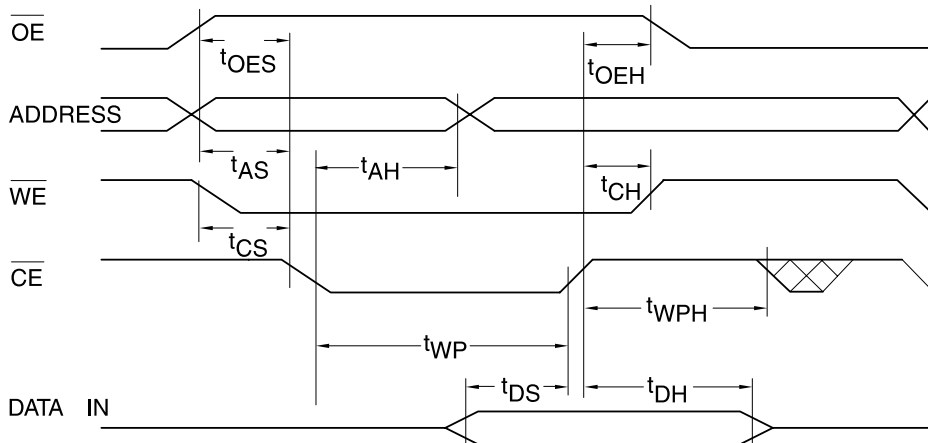 OE
tOES
tOEH
ADDRESS
tAS
tAH
tCH
WE
tCS
CE
tWPH
tWP
tDS
tDH
DATA IN